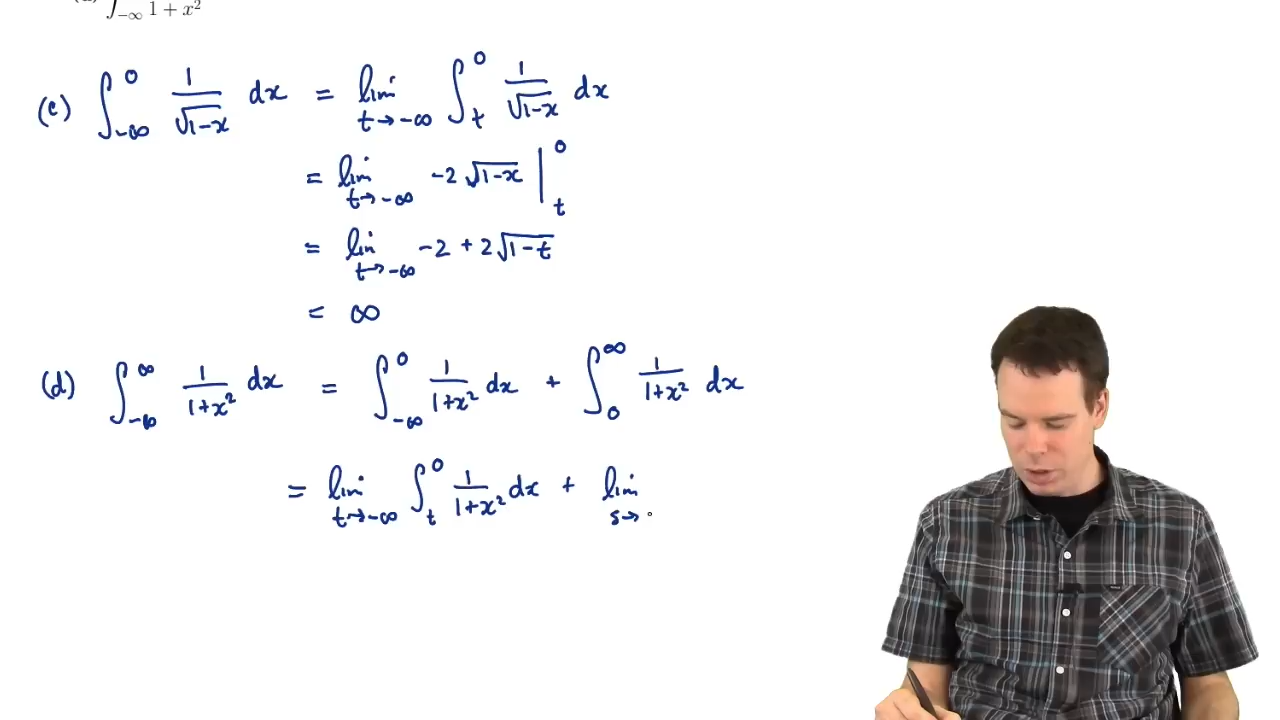 ∫_{-∞} 1 + x²
(c) ∫_{-∞}^{0} 1/√(1-x) dx = lim_{t→-∞} ∫_{t}^{0} 1/√(1-x) dx
= lim_{t→-∞} -2√(1-x) |_{t}^{0}
= lim_{t→-∞} -2 + 2√(1-t)
= ∞
(d) ∫_{-∞}^{∞} 1/(1+x²) dx = ∫_{-∞}^{0} 1/(1+x²) dx + ∫_{0}^{∞} 1/(1+x²) dx
= lim_{t→-∞} ∫_{t}^{0} 1/(1+x²) dx + lim_{s→